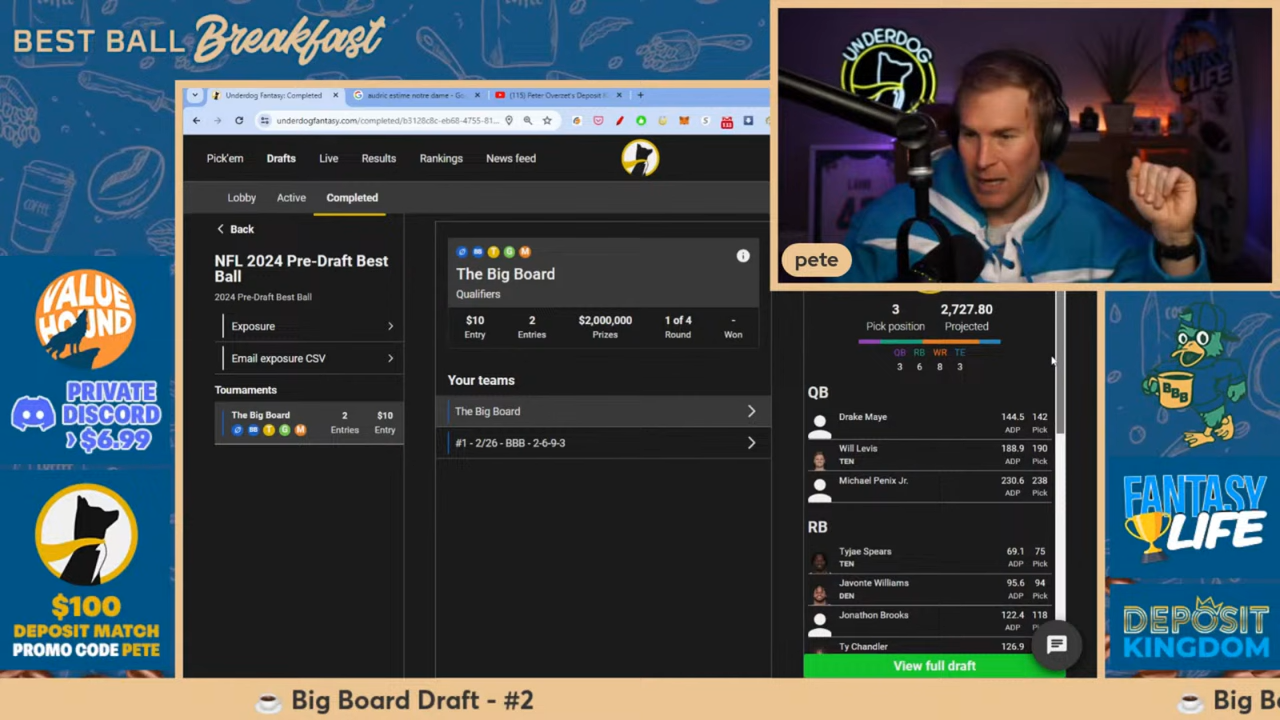 BEST BALL Breakfast
Underdog Fantasy: Completed
audric estime notre dame - Go
(115) Peter Overzet's Deposit K
underdogfantasy.com/completed/b3128c8c-eb68-4755-81...
Pick'em Drafts Live Results Rankings News feed
Lobby Active Completed
Back
NFL 2024 Pre-Draft Best
Ball
2024 Pre-Draft Best Ball
Exposure
Email exposure CSV
Tournaments
The Big Board 2 $10
T G M Entries Entry
T G M
The Big Board
Qualifiers
$10 2 $2,000,000 1 of 4 -
Entry Entries Prizes Round Won
Your teams
The Big Board
#1 - 2/26 - BBB - 2-6-9-3
UNDERDOG
FANTASY
LIFE
pete
3 2,727.80
Pick position Projected
QB RB WR TE
3 6 8 3
QB
Drake Maye 144.5 142
ADP Pick
Will Levis 188.9 190
TEN ADP Pick
Michael Penix Jr. 230.6 238
ADP Pick
RB
Tyjae Spears 69.1 75
TEN ADP Pick
Javonte Williams 95.6 94
DEN ADP Pick
Jonathon Brooks 122.4 118
ADP Pick
Ty Chandler 126.9
View full draft
COFFEE
VALUE
HOUND
PRIVATE
DISCORD
> $6.99
$100
DEPOSIT MATCH
PROMO CODE PETE
BBB
FANTASY
LIFE
DEPOSIT
KINGDOM
Big Board Draft - #2
Big Bo